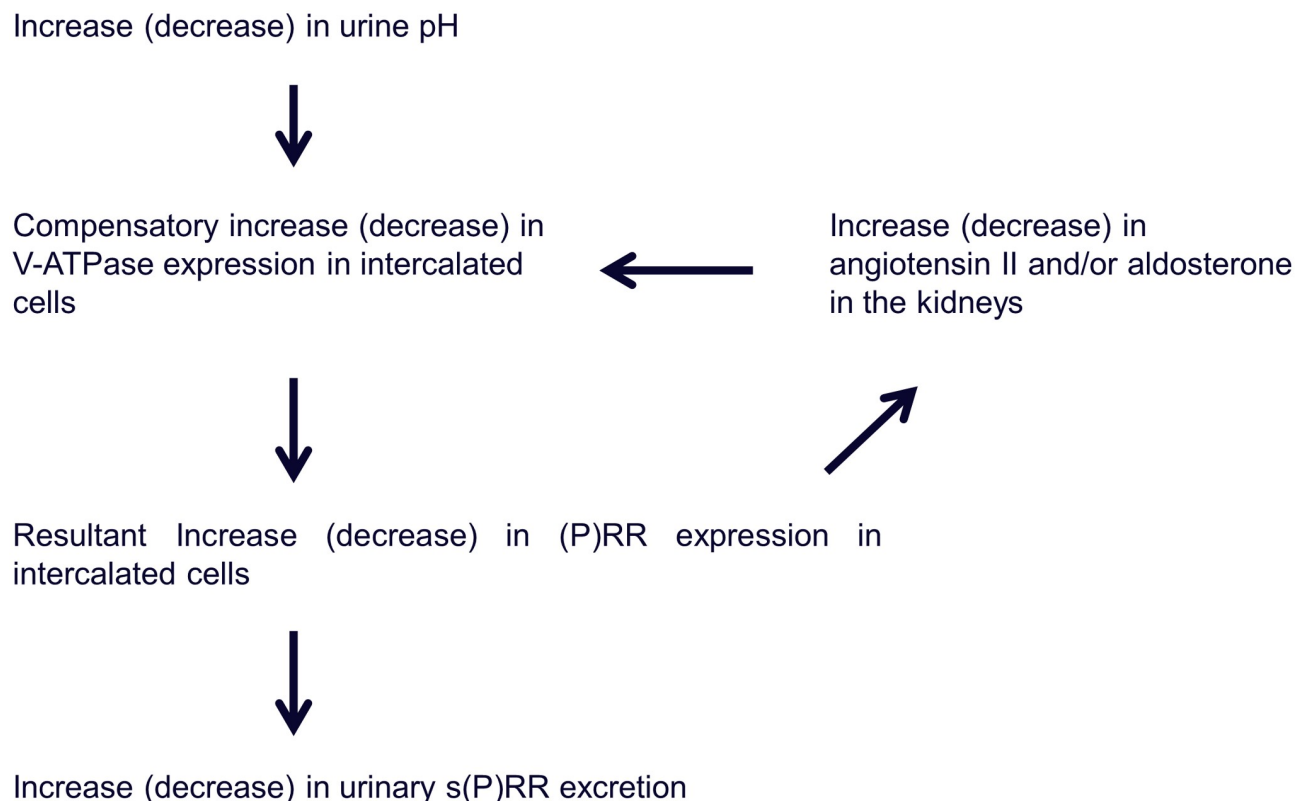 Increase (decrease) in urine pH
Compensatory increase (decrease) in
V-ATPase expression in intercalated
cells
Increase (decrease) in
angiotensin II and/or aldosterone
in the kidneys
Resultant Increase (decrease) in (P)RR expression in
intercalated cells
Increase (decrease) in urinary s(P)RR excretion